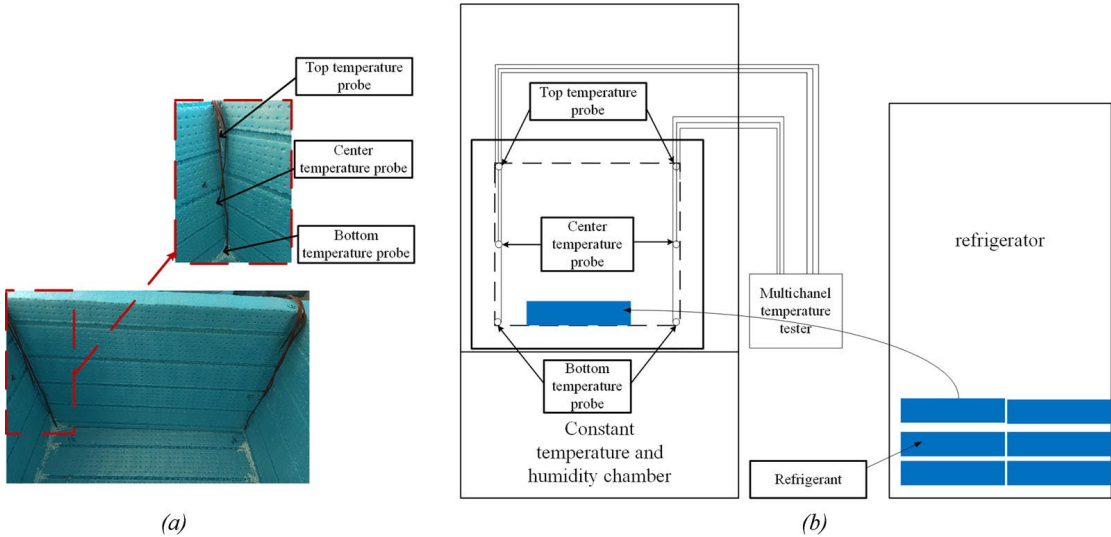 Top temperature
probe
Center
temperature probe
Bottom
temperature probe
(a)
Top temperature
probe
Center
temperature
probe
Bottom
temperature
probe
Constant
temperature and
humidity chamber
Multichanel
temperature
tester
refrigerator
Refrigerant
(b)